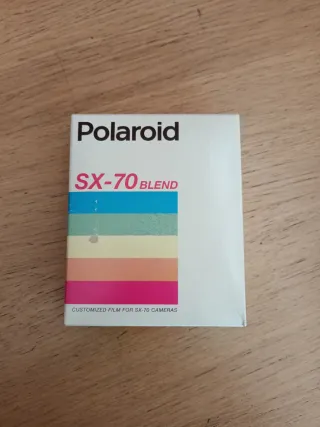 Polaroid
SX-70 BLEND
CUSTOMIZED FILM FOR SX-70 CAMERAS